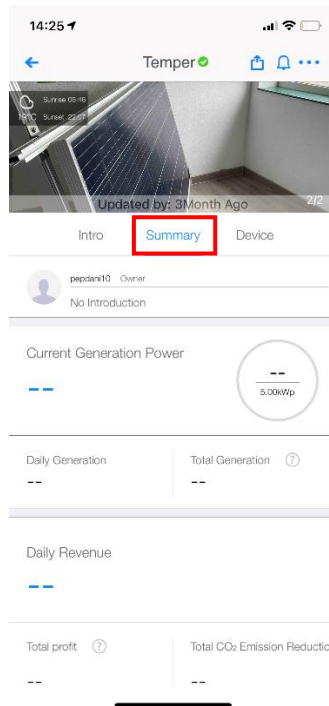 14:25
Temper
Sunrise 05:46
19°C Sunset 22:07
Updated by: 3Month Ago
2/2
Intro Summary Device
pepdani10 Owner
No Introduction
Current Generation Power
--
--
5.00kWp
Daily Generation
--
Total Generation ?
--
Daily Revenue
--
Total profit ?
--
Total CO₂ Emission Reductio
--